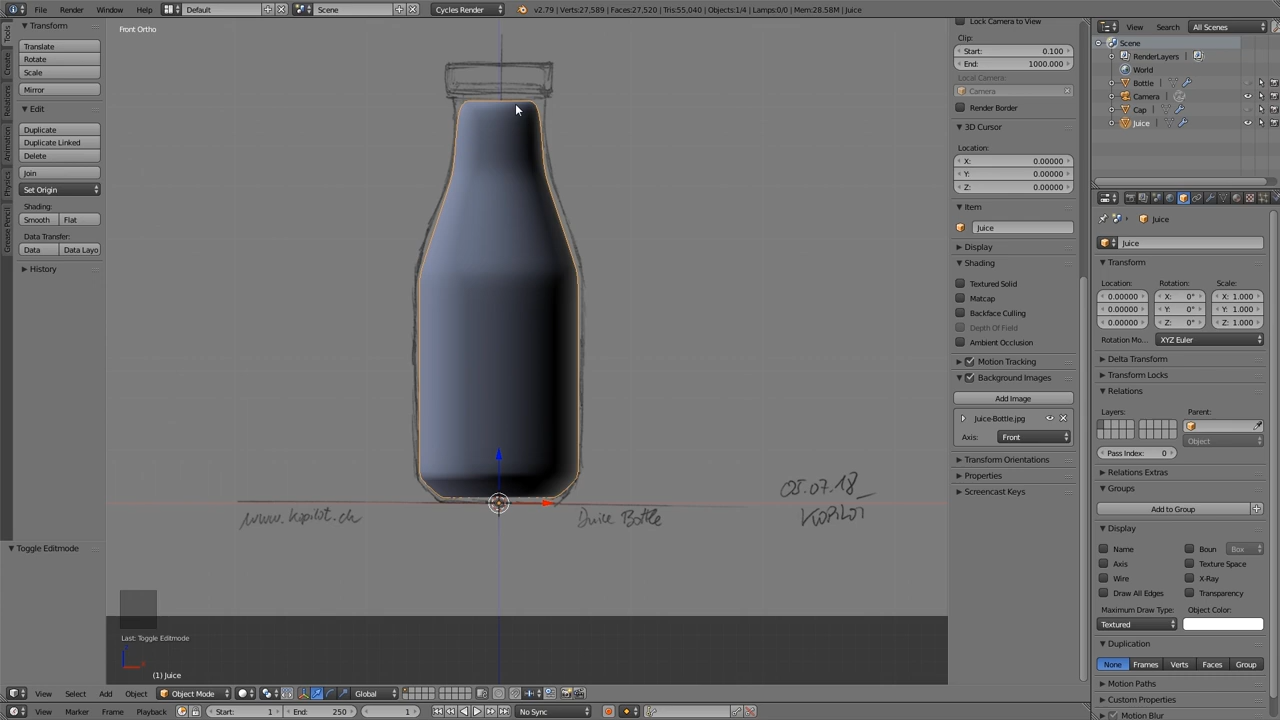 File Render Window Help Default Scene Cycles Render v2.79 | Verts:27,589 | Faces:27,520 | Tris:55,040 | Objects:1/4 | Lamps:0/0 | Mem:28.58M | Juice
Front Ortho
Tools
Create
Relations
Animation
Physics
Grease Pencil
Transform
Translate
Rotate
Scale
Mirror
Edit
Duplicate
Duplicate Linked
Delete
Join
Set Origin
Shading:
Smooth Flat
Data Transfer:
Data Data Layo
History
Toggle Editmode
www.kopilot.ch
Juice Bottle
05.07.18_
KOPILOT
Last: Toggle Editmode
(1) Juice
Lock Camera to View
Clip:
Start: 0.100
End: 1000.000
Local Camera:
Camera
Render Border
3D Cursor
Location:
X: 0.00000
Y: 0.00000
Z: 0.00000
Item
Juice
Display
Shading
Textured Solid
Matcap
Backface Culling
Depth Of Field
Ambient Occlusion
Motion Tracking
Background Images
Add Image
Juice-Bottle.jpg
Axis: Front
Transform Orientations
Properties
Screencast Keys
View Search All Scenes
Scene
RenderLayers
World
Bottle
Camera
Cap
Juice
Juice
Juice
Transform
Location: Rotation: Scale:
0.00000 X: 0° X: 1.000
0.00000 Y: 0° Y: 1.000
0.00000 Z: 0° Z: 1.000
Rotation Mo... XYZ Euler
Delta Transform
Transform Locks
Relations
Layers: Parent:
Pass Index: 0
Relations Extras
Groups
Add to Group
Display
Name Boun Box
Axis Texture Space
Wire X-Ray
Draw All Edges Transparency
Maximum Draw Type: Object Color:
Textured
Duplication
None Frames Verts Faces Group
Motion Paths
Custom Properties
Motion Blur
View Select Add Object Object Mode Global
View Marker Frame Playback Start: 1 End: 250 1 No Sync